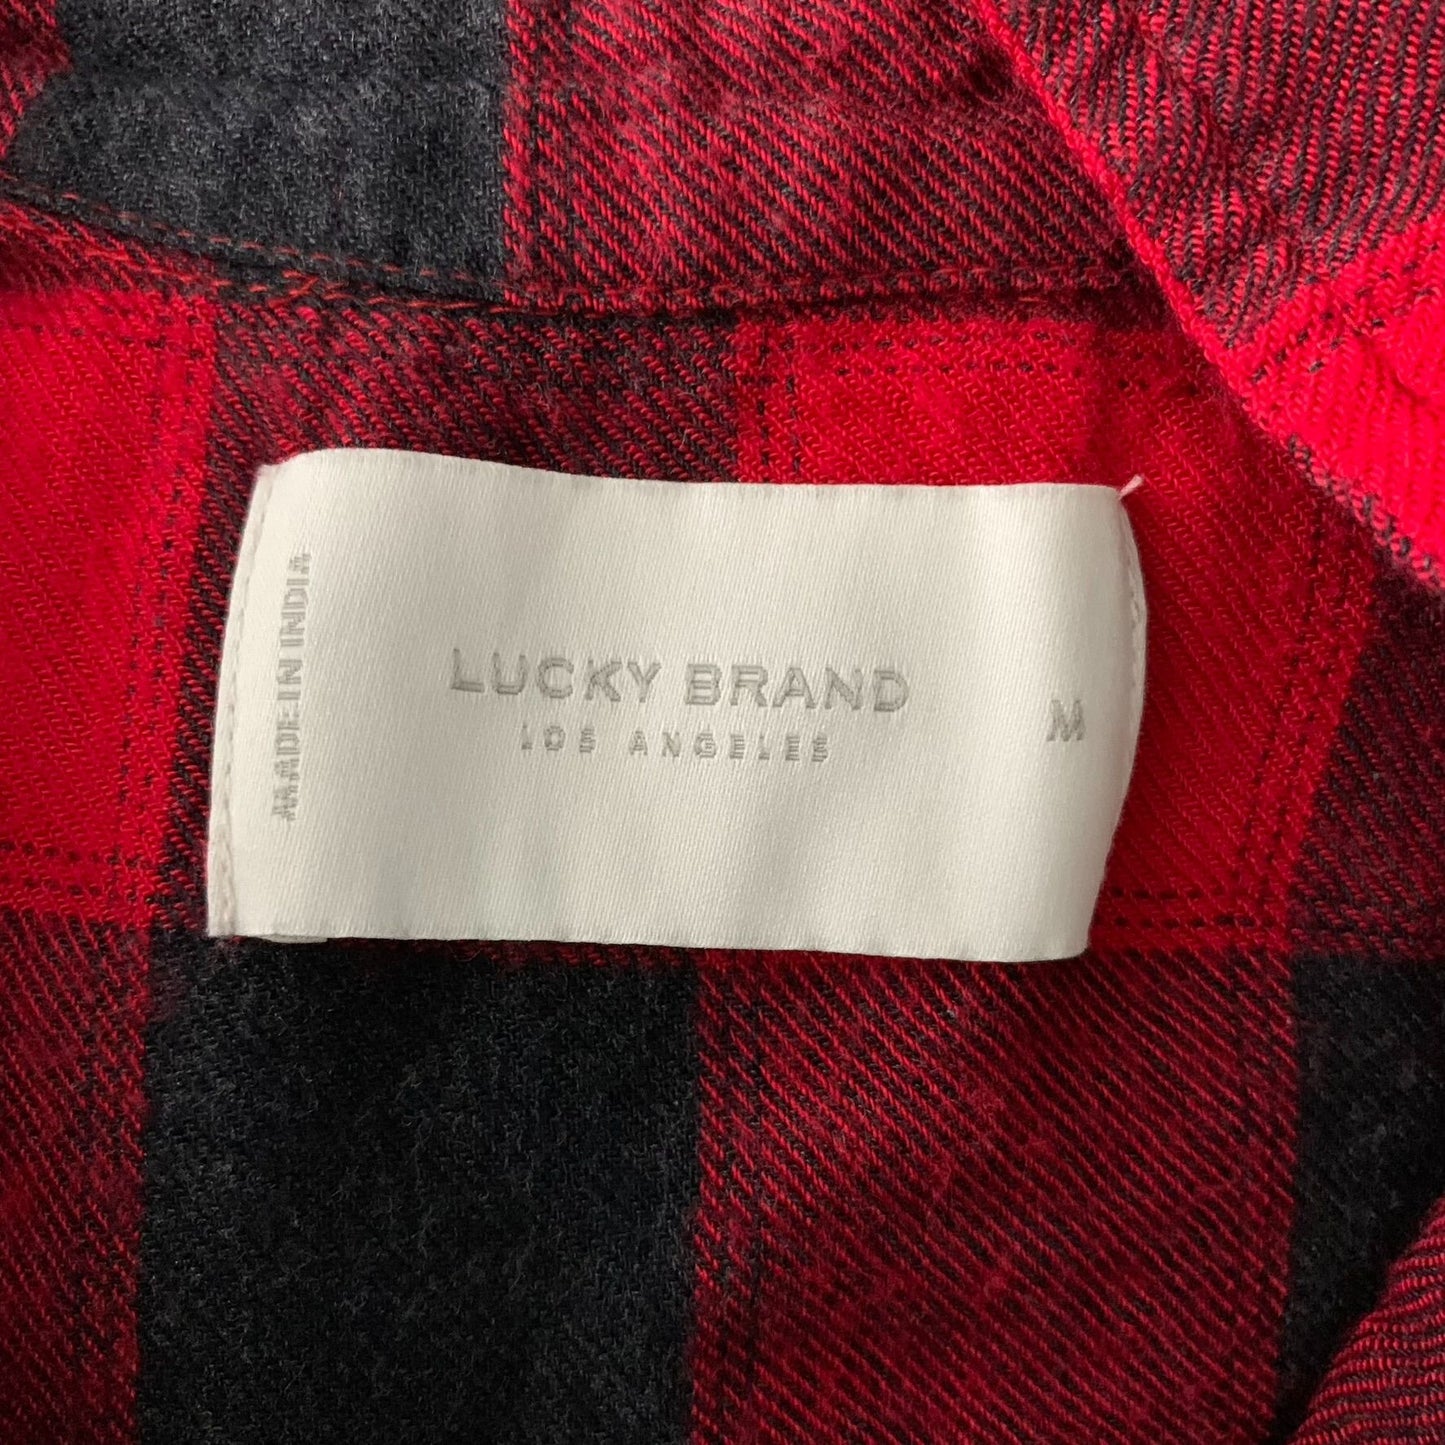 MADE IN INDIA
LUCKY BRAND
LOS ANGELES
M